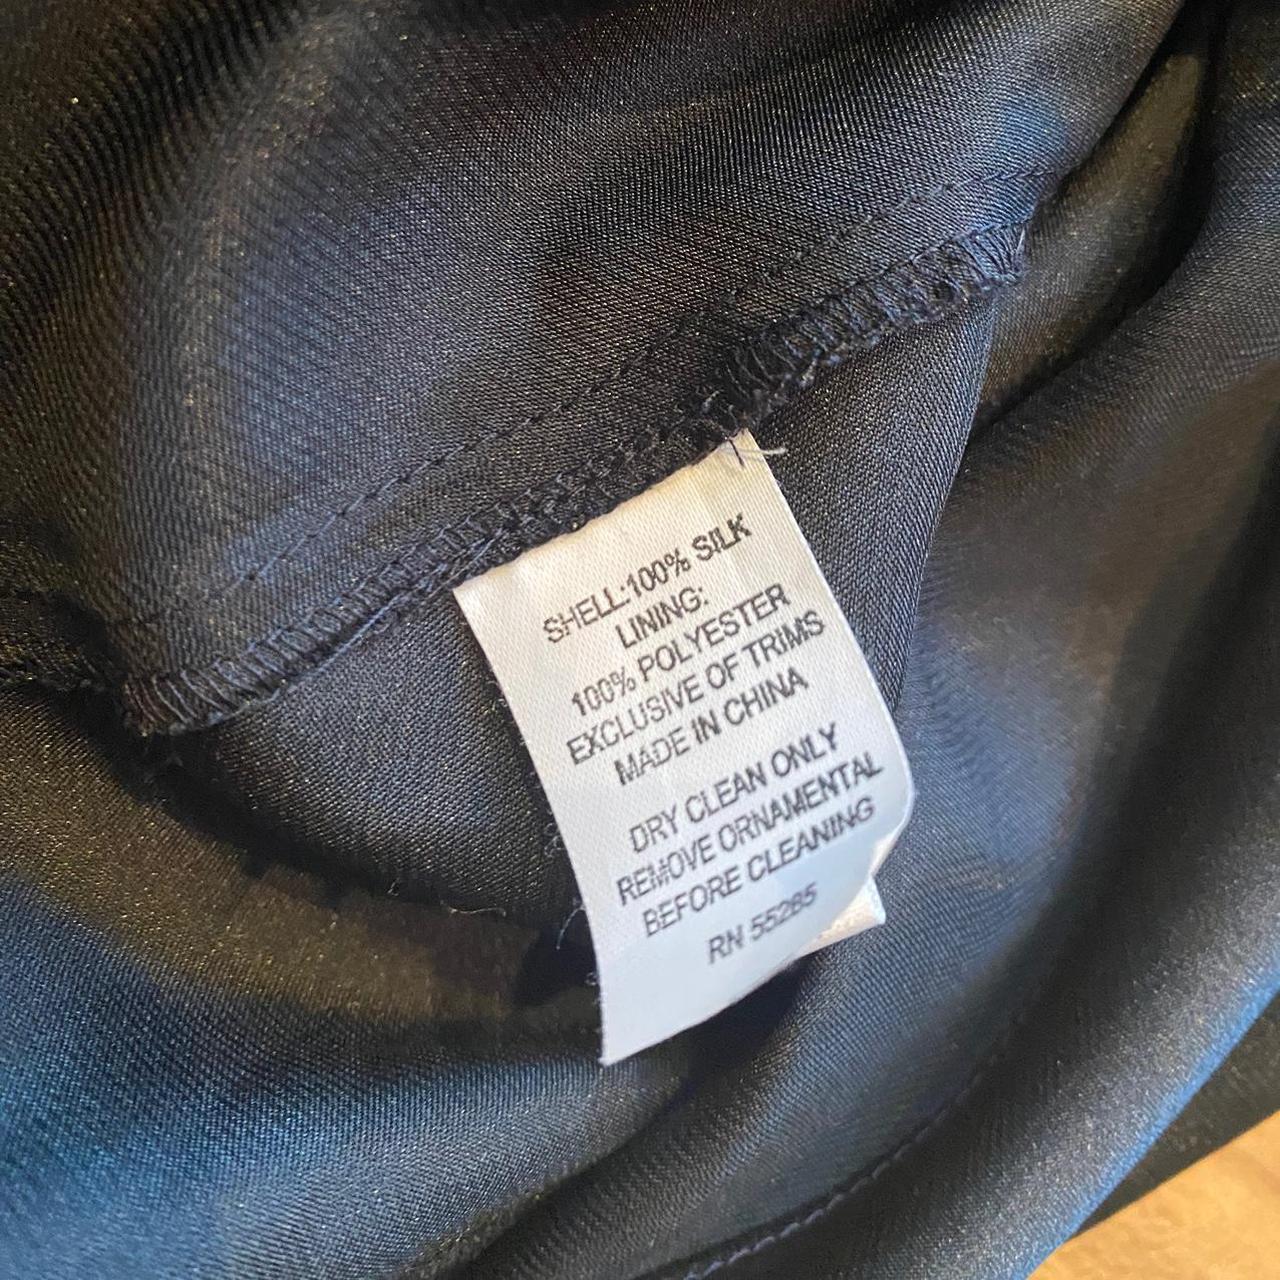 SHELL:100% SILK
LINING:
100% POLYESTER
EXCLUSIVE OF TRIMS
MADE IN CHINA
DRY CLEAN ONLY
REMOVE ORNAMENTAL
BEFORE CLEANING
RN 55285